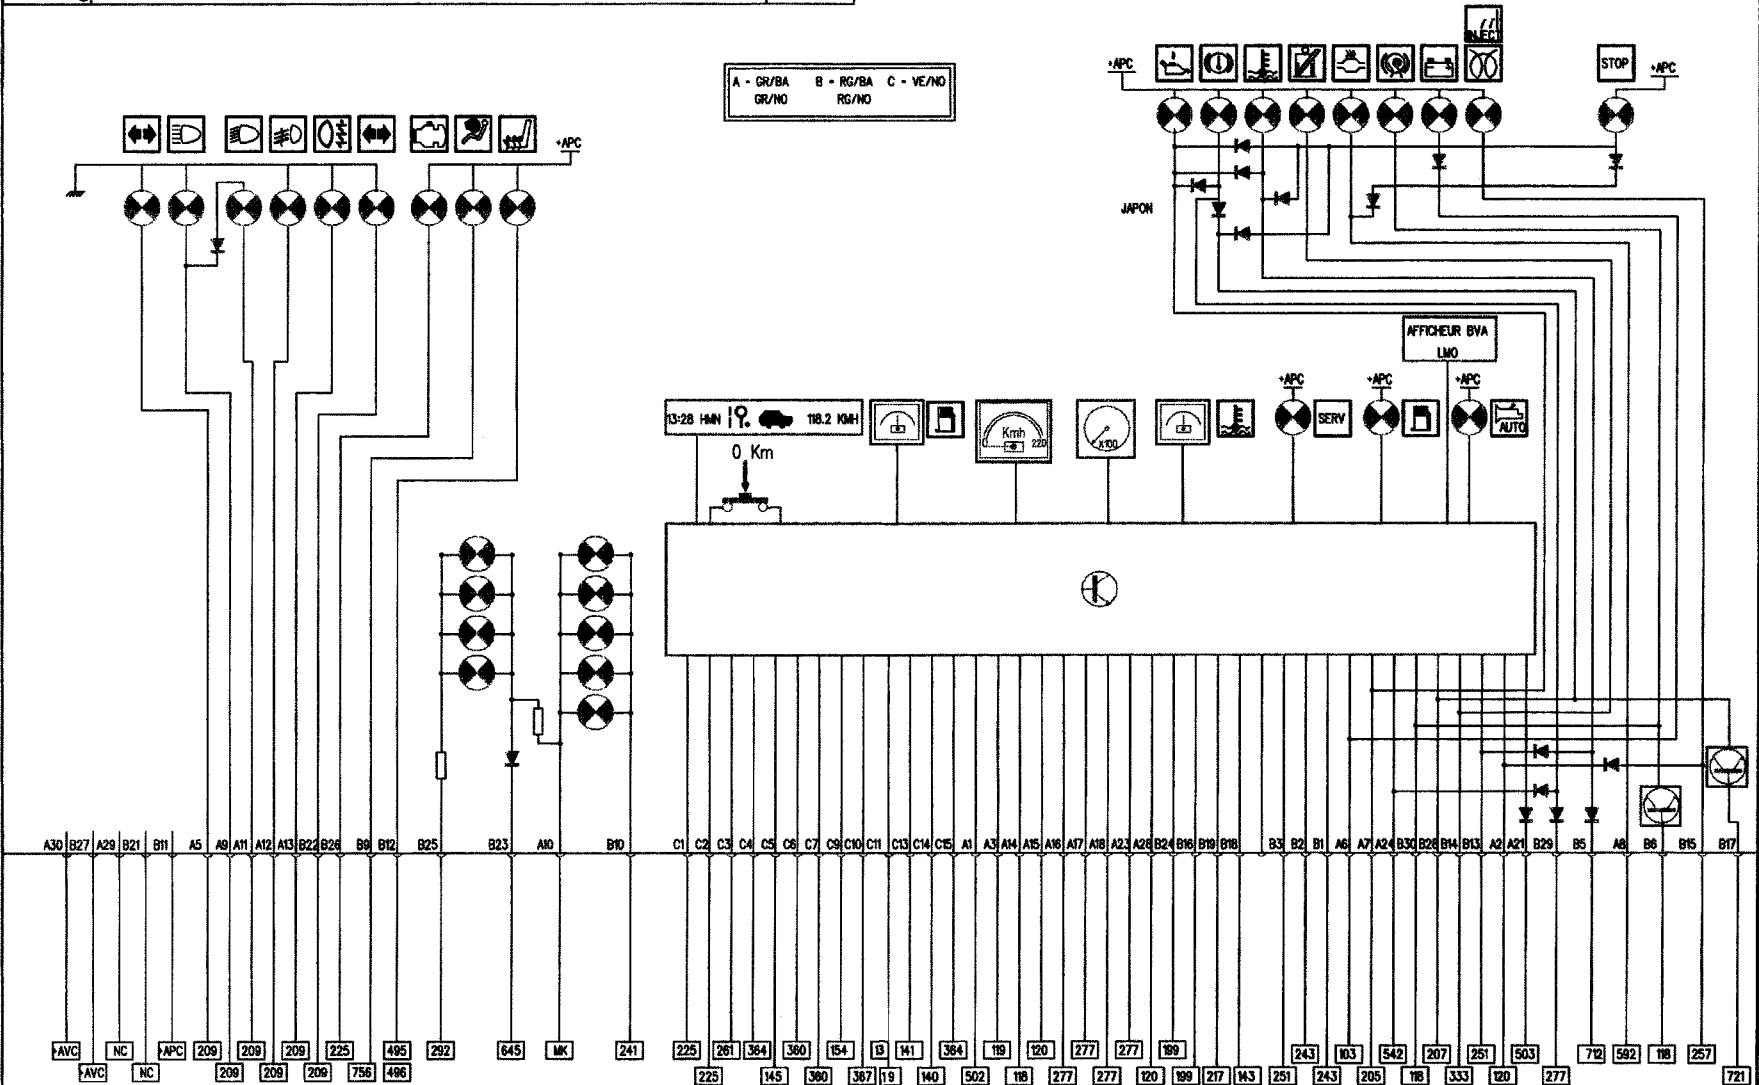 A - GR/BA B - RG/BA C - VE/NO
GR/NO RG/NO
INJECT
+APC
STOP
+APC
+APC
JAPON
AFFICHEUR BVA
LMO
+APC
+APC
+APC
13:28 HMN 118.2 KMH
Kmh
0 220
X100
SERV
AUTO
0 Km
A30 B27 A29 B21 B11 A5 A9 A11 A12 A13 B22 B26 B9 B12 B25 B23 A10 B10 C1 C2 C3 C4 C5 C6 C7 C9 C10 C11 C13 C14 C15 A1 A3 A14 A15 A16 A17 A18 A23 A28 B24 B16 B19 B18 B3 B2 B1 A6 A7 A24 B30 B28 B14 B13 A2 A21 B29 B5 A8 B6 B15 B17
+AVC NC +APC 209 209 209 225 495 292 645 MK 241 225 261 364 360 154 13 141 364 119 120 277 277 199 243 103 542 207 251 503 712 592 118 257
+AVC NC 209 209 209 756 496 225 145 360 367 19 140 502 118 277 277 120 199 217 143 251 243 205 118 333 120 277 721